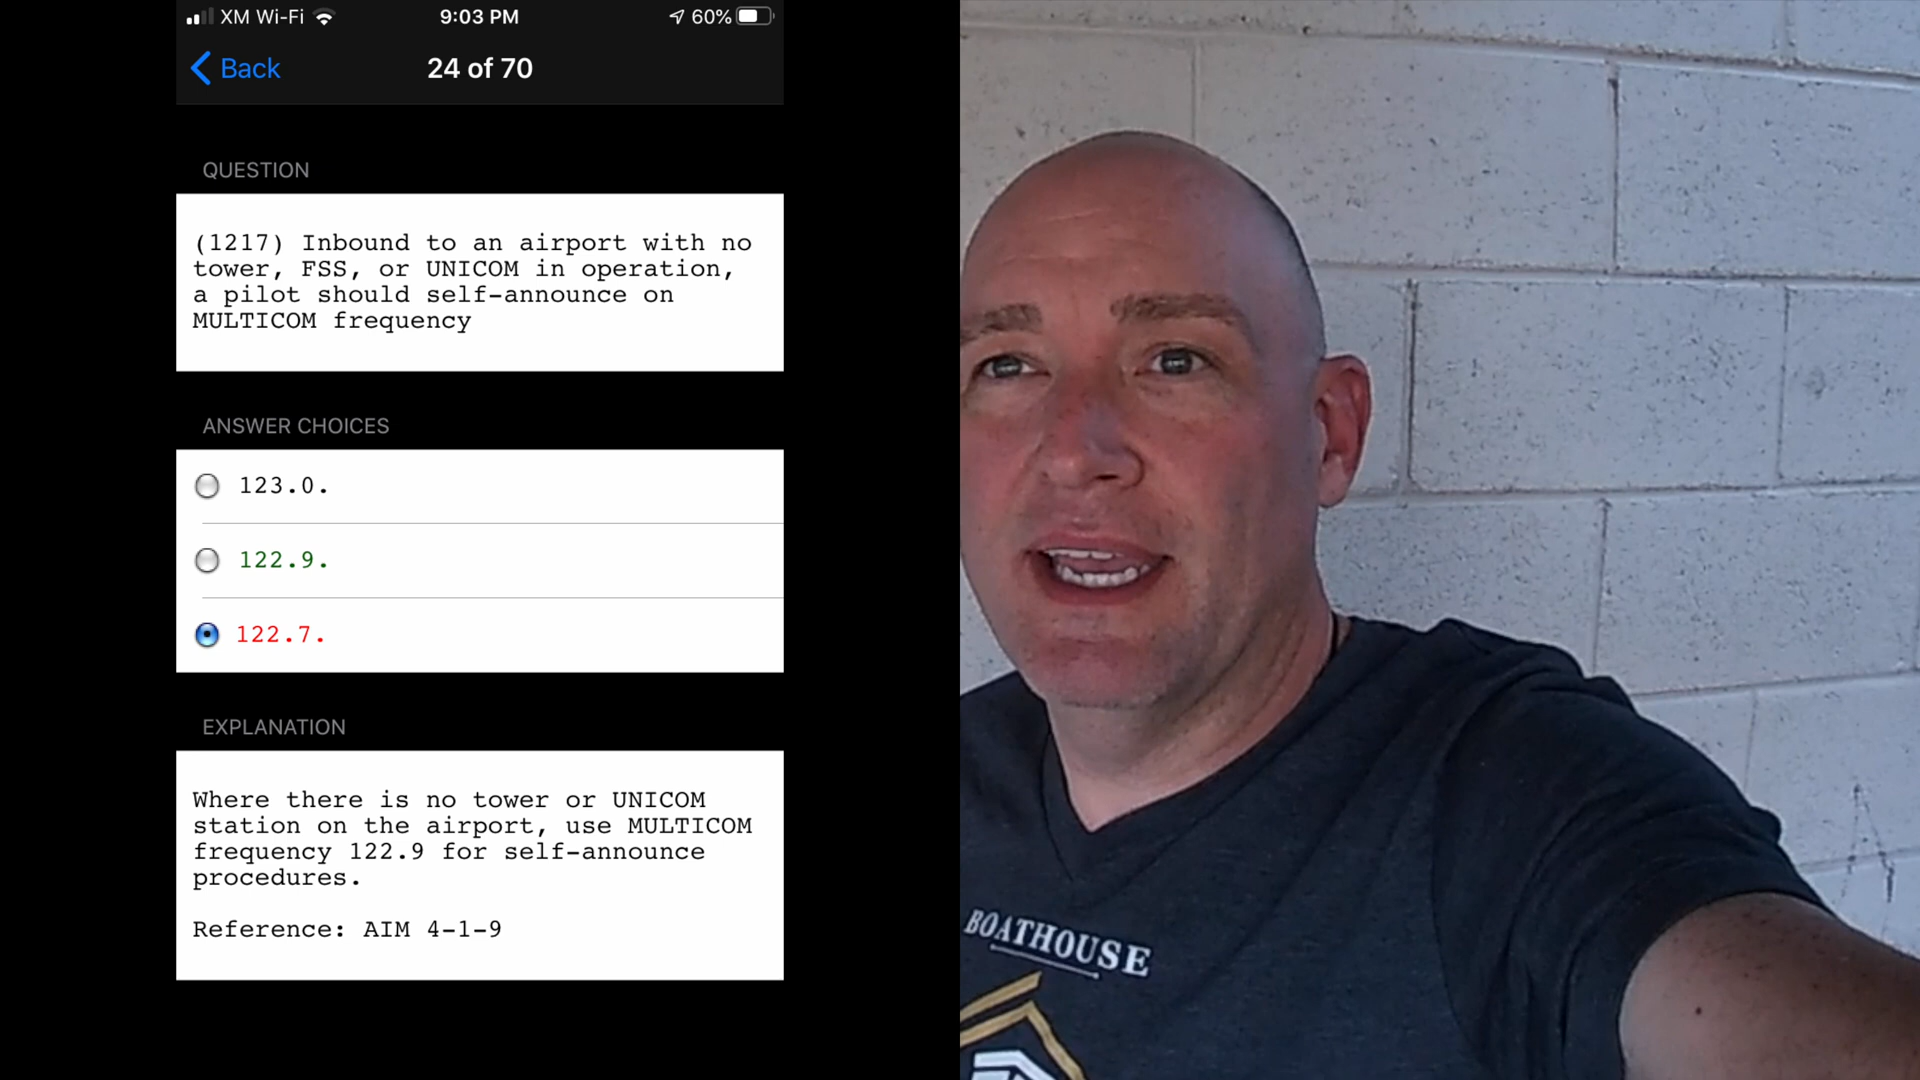 XM Wi-Fi 9:03 PM 60%
Back 24 of 70
QUESTION
(1217) Inbound to an airport with no
tower, FSS, or UNICOM in operation,
a pilot should self-announce on
MULTICOM frequency
ANSWER CHOICES
123.0.
122.9.
122.7.
EXPLANATION
Where there is no tower or UNICOM
station on the airport, use MULTICOM
frequency 122.9 for self-announce
procedures.
Reference: AIM 4-1-9
BOATHOUSE